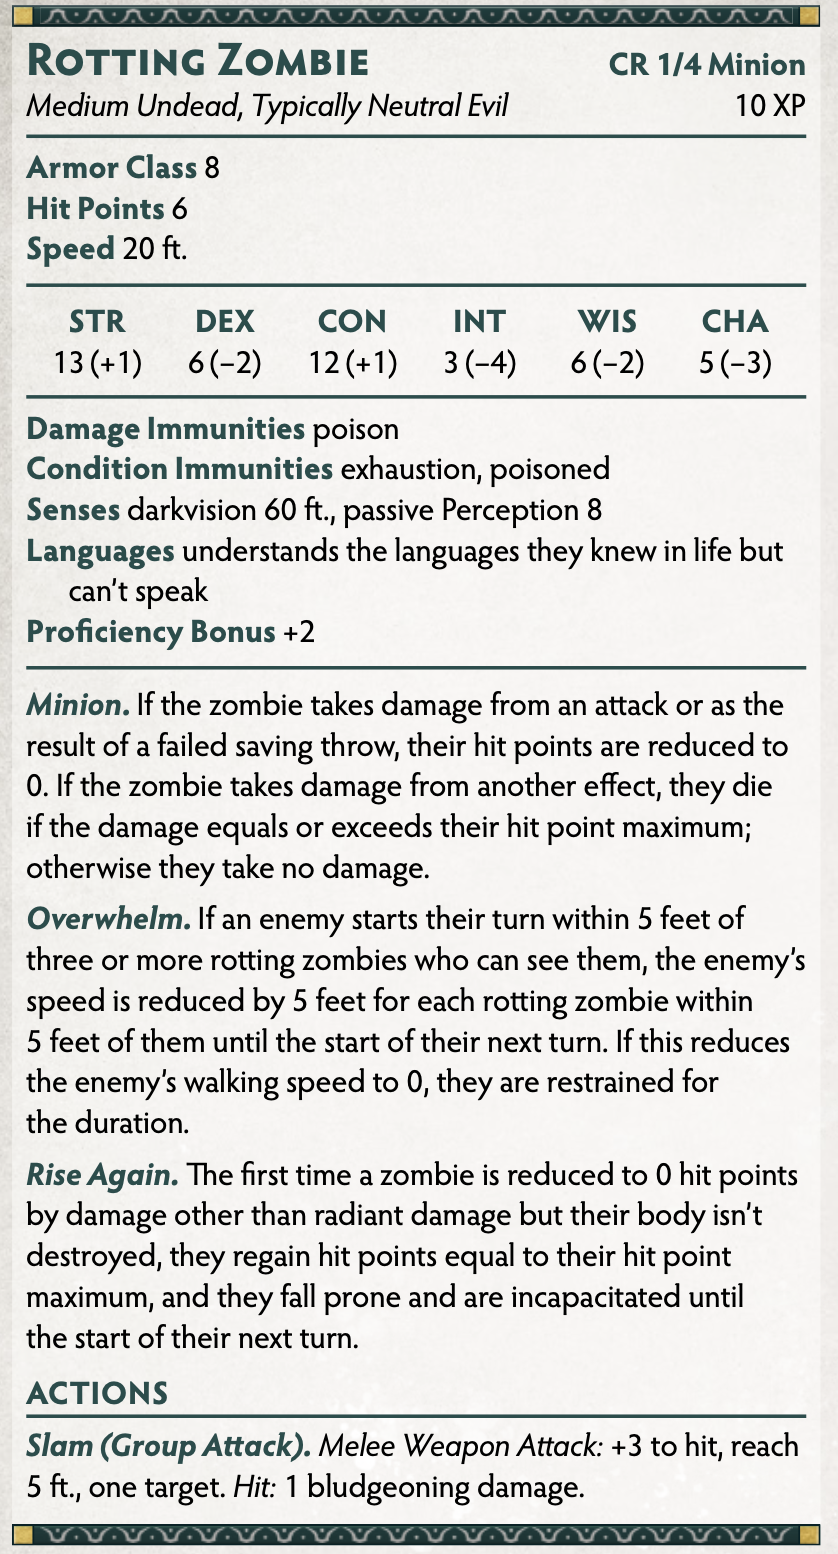 Rotting Zombie CR 1/4 Minion
Medium Undead, Typically Neutral Evil 10 XP
Armor Class 8
Hit Points 6
Speed 20 ft.
STR DEX CON INT WIS CHA
13 (+1) 6 (–2) 12 (+1) 3 (–4) 6 (–2) 5 (–3)
Damage Immunities poison
Condition Immunities exhaustion, poisoned
Senses darkvision 60 ft., passive Perception 8
Languages understands the languages they knew in life but
can’t speak
Proficiency Bonus +2
Minion. If the zombie takes damage from an attack or as the
result of a failed saving throw, their hit points are reduced to
0. If the zombie takes damage from another effect, they die
if the damage equals or exceeds their hit point maximum;
otherwise they take no damage.
Overwhelm. If an enemy starts their turn within 5 feet of
three or more rotting zombies who can see them, the enemy’s
speed is reduced by 5 feet for each rotting zombie within
5 feet of them until the start of their next turn. If this reduces
the enemy’s walking speed to 0, they are restrained for
the duration.
Rise Again. The first time a zombie is reduced to 0 hit points
by damage other than radiant damage but their body isn’t
destroyed, they regain hit points equal to their hit point
maximum, and they fall prone and are incapacitated until
the start of their next turn.
ACTIONS
Slam (Group Attack). Melee Weapon Attack: +3 to hit, reach
5 ft., one target. Hit: 1 bludgeoning damage.